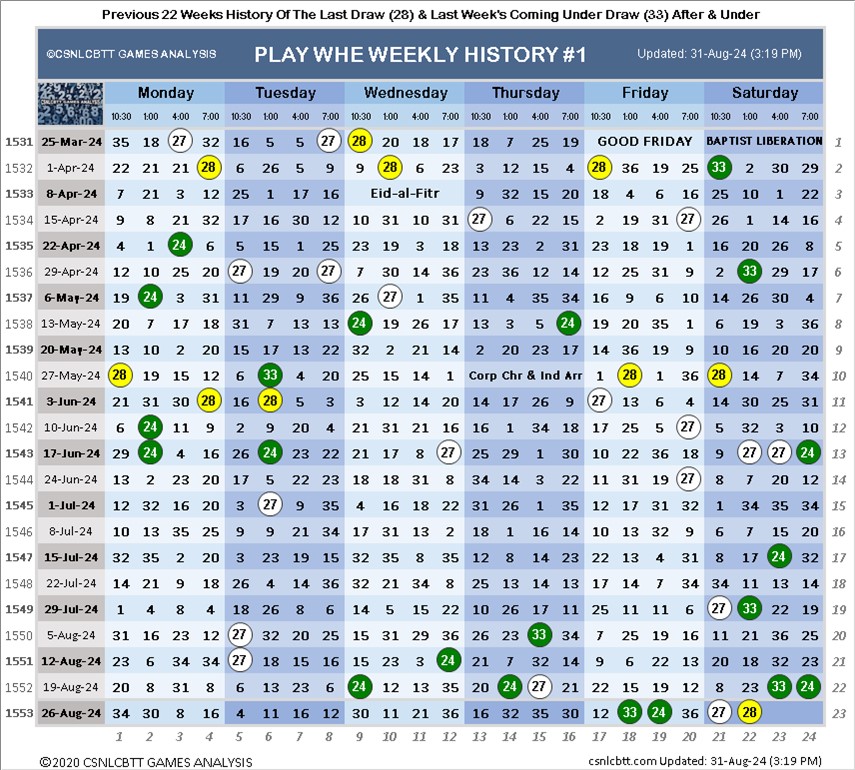 Previous 22 Weeks History Of The Last Draw (28) & Last Week's Coming Under Draw (33) After & Under
©CSNLCBTT GAMES ANALYSIS PLAY WHE WEEKLY HISTORY #1 Updated: 31-Aug-24 (3:19 PM)
CSNLCBTT GAMES ANALYSIS Monday Tuesday Wednesday Thursday Friday Saturday
10:30 1:00 4:00 7:00 10:30 1:00 4:00 7:00 10:30 1:00 4:00 7:00 10:30 1:00 4:00 7:00 10:30 1:00 4:00 7:00 10:30 1:00 4:00 7:00
1531 25-Mar-24 35 18 27 32 16 5 5 27 28 20 18 17 18 7 25 19 GOOD FRIDAY BAPTIST LIBERATION 1
1532 1-Apr-24 22 21 21 28 6 26 5 9 9 10 6 23 3 12 15 4 28 36 19 25 33 2 30 29 2
1533 8-Apr-24 7 21 3 12 25 1 17 16 Eid-al-Fitr 9 32 15 20 18 4 6 16 25 10 1 22 3
1534 15-Apr-24 9 8 21 32 17 16 30 12 10 31 10 31 27 6 22 15 2 19 31 27 26 1 14 16 4
1535 22-Apr-24 4 1 24 6 5 15 1 25 23 19 3 18 13 23 2 31 23 18 19 1 16 20 26 8 5
1536 29-Apr-24 12 10 25 20 27 19 20 27 7 30 14 36 23 36 12 14 12 25 31 9 2 33 29 17 6
1537 6-May-24 19 24 3 31 11 29 9 36 26 27 1 35 11 4 35 34 16 9 6 10 14 26 30 4 7
1538 13-May-24 20 7 17 18 31 7 13 13 24 19 26 17 13 3 5 24 19 20 35 1 6 19 3 36 8
1539 20-May-24 13 10 2 20 15 17 13 22 32 2 21 14 2 20 23 17 14 36 19 9 10 16 20 20 9
1540 27-May-24 28 19 15 12 6 33 4 20 25 15 14 1 Corp Chr & Ind Arr 1 28 1 36 28 14 7 34 10
1541 3-Jun-24 21 31 30 28 16 28 5 3 3 12 14 20 14 17 26 9 27 13 6 4 14 30 25 31 11
1542 10-Jun-24 6 24 11 9 2 9 20 4 21 31 21 16 16 1 34 18 17 25 5 27 5 32 3 10 12
1543 17-Jun-24 29 24 4 15 26 24 23 22 21 17 8 27 25 29 1 30 10 22 36 18 9 27 27 24 13
1544 24-Jun-24 13 2 23 20 17 5 22 23 18 18 31 8 34 14 3 22 11 31 19 27 8 7 20 12 14
1545 1-Jul-24 12 32 16 20 3 27 9 35 4 16 18 22 31 26 1 35 14 6 31 32 1 34 35 34 15
1546 8-Jul-24 10 13 35 25 9 9 21 34 17 31 13 2 18 1 16 14 10 13 31 22 6 7 15 20 16
1547 15-Jul-24 32 35 2 20 3 23 19 15 32 35 8 35 12 8 14 23 22 13 4 31 8 17 24 32 17
1548 22-Jul-24 14 21 9 18 26 4 14 36 32 21 34 8 25 13 14 13 17 14 7 34 34 11 13 14 18
1549 29-Jul-24 1 4 8 4 18 26 8 6 14 5 15 22 10 26 17 11 25 11 11 6 27 33 22 19 19
1550 5-Aug-24 31 16 23 12 27 32 20 25 15 31 29 36 26 23 33 34 7 25 19 16 11 21 36 25 20
1551 12-Aug-24 23 6 34 34 27 18 15 16 15 23 3 24 21 7 32 14 9 6 22 13 20 18 32 23 21
1552 19-Aug-24 20 8 31 8 6 13 23 6 24 12 13 35 20 24 27 21 22 15 19 12 8 23 33 24 22
1553 26-Aug-24 34 30 8 16 4 11 16 12 30 11 21 36 16 32 35 30 12 33 24 36 27 28 23
1 2 3 4 5 6 7 8 9 10 11 12 13 14 15 16 17 18 19 20 21 22 23 24
©2020 CSNLCBTT GAMES ANALYSIS csnlcbtt.com Updated: 31-Aug-24 (3:19 PM)